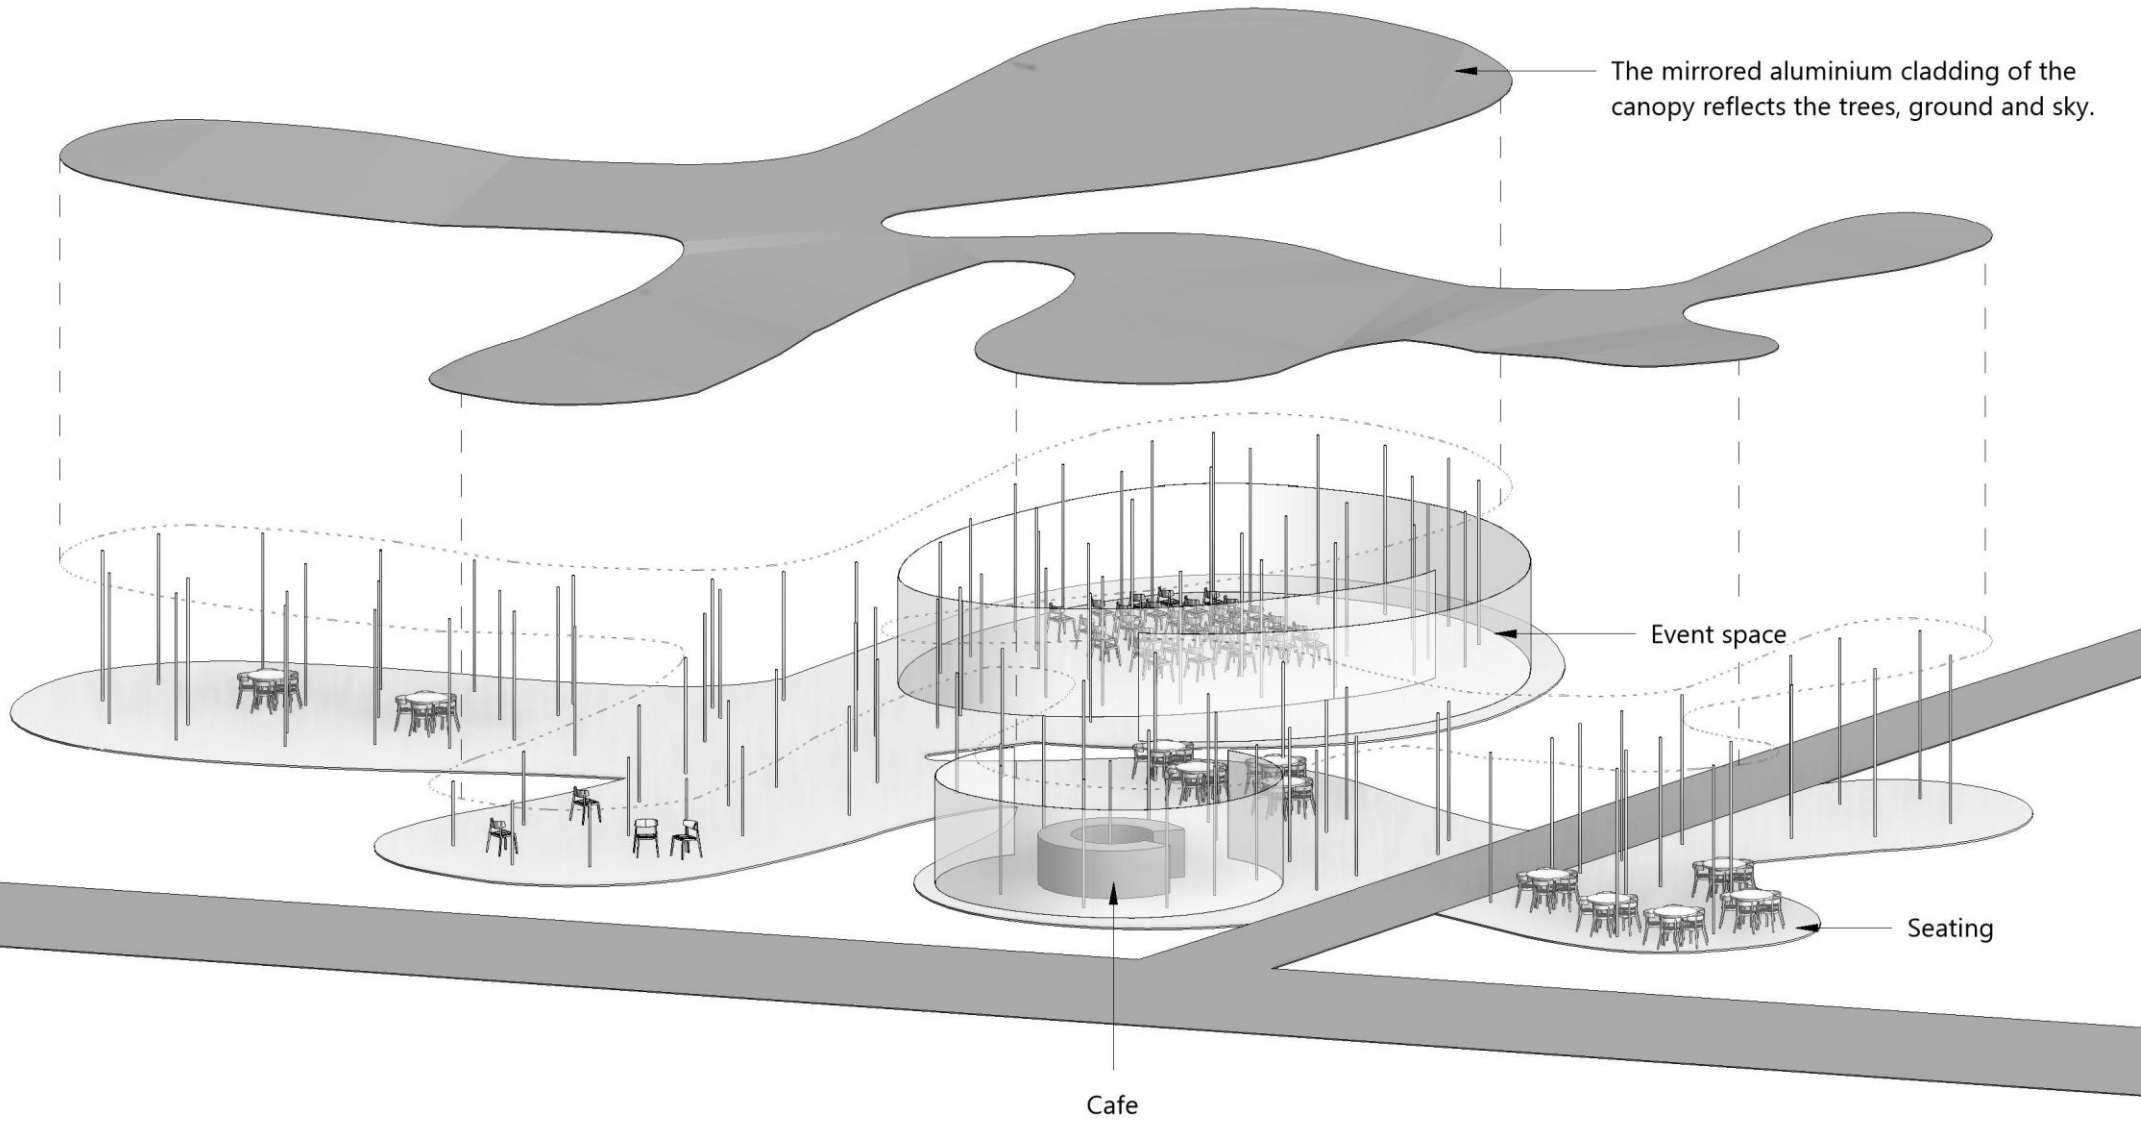 The mirrored aluminium cladding of the
canopy reflects the trees, ground and sky.
Event space
Seating
Cafe